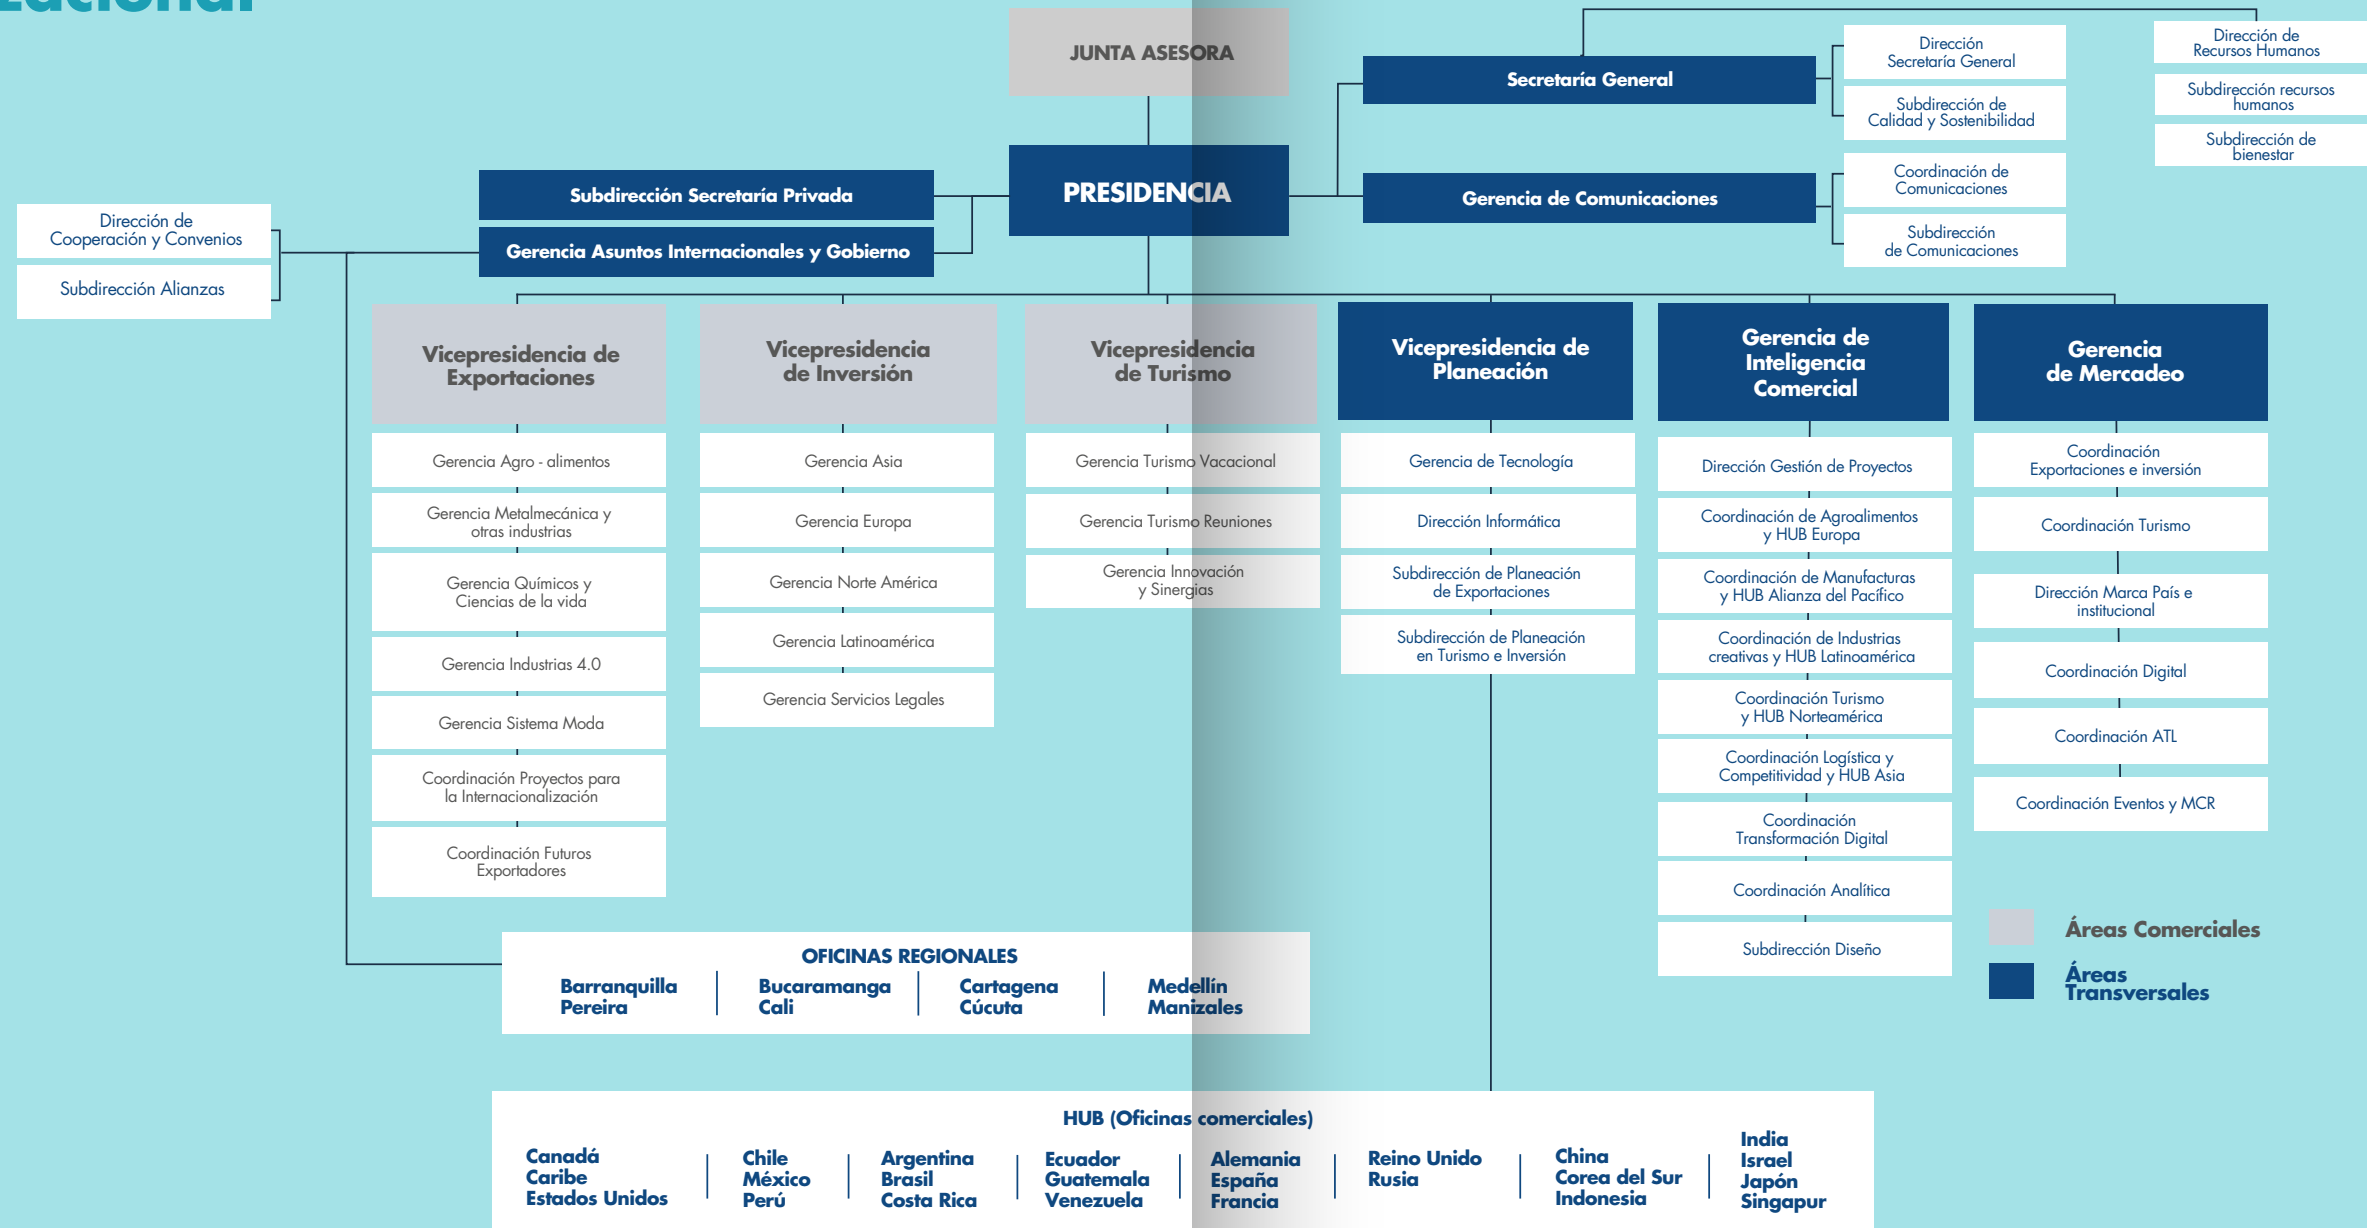 JUNTA ASESORA
PRESIDENCIA
Secretaría General
Dirección
Secretaría General
Subdirección de
Calidad y Sostenibilidad
Dirección de
Recursos Humanos
Subdirección recursos
humanos
Subdirección de
bienestar
Gerencia de Comunicaciones
Coordinación de
Comunicaciones
Subdirección
de Comunicaciones
Subdirección Secretaría Privada
Gerencia Asuntos Internacionales y Gobierno
Dirección de
Cooperación y Convenios
Subdirección Alianzas
Vicepresidencia de
Exportaciones
Gerencia Agro - alimentos
Gerencia Metalmecánica y
otras industrias
Gerencia Químicos y
Ciencias de la vida
Gerencia Industrias 4.0
Gerencia Sistema Moda
Coordinación Proyectos para
la Internacionalización
Coordinación Futuros
Exportadores
Vicepresidencia
de Inversión
Gerencia Asia
Gerencia Europa
Gerencia Norte América
Gerencia Latinoamérica
Gerencia Servicios Legales
Vicepresidencia
de Turismo
Gerencia Turismo Vacacional
Gerencia Turismo Reuniones
Gerencia Innovación
y Sinergias
Vicepresidencia de
Planeación
Gerencia de Tecnología
Dirección Informática
Subdirección de Planeación
de Exportaciones
Subdirección de Planeación
en Turismo e Inversión
Gerencia de
Inteligencia
Comercial
Dirección Gestión de Proyectos
Coordinación de Agroalimentos
y HUB Europa
Coordinación de Manufacturas
y HUB Alianza del Pacífico
Coordinación de Industrias
creativas y HUB Latinoamérica
Coordinación Turismo
y HUB Norteamérica
Coordinación Logística y
Competitividad y HUB Asia
Coordinación
Transformación Digital
Coordinación Analítica
Subdirección Diseño
Gerencia
de Mercadeo
Coordinación
Exportaciones e inversión
Coordinación Turismo
Dirección Marca País e
institucional
Coordinación Digital
Coordinación ATL
Coordinación Eventos y MCR
Áreas Comerciales
Áreas
Transversales
OFICINAS REGIONALES
Barranquilla
Pereira
Bucaramanga
Cali
Cartagena
Cúcuta
Medellín
Manizales
HUB (Oficinas comerciales)
Canadá
Caribe
Estados Unidos
Chile
México
Perú
Argentina
Brasil
Costa Rica
Ecuador
Guatemala
Venezuela
Alemania
España
Francia
Reino Unido
Rusia
China
Corea del Sur
Indonesia
India
Israel
Japón
Singapur